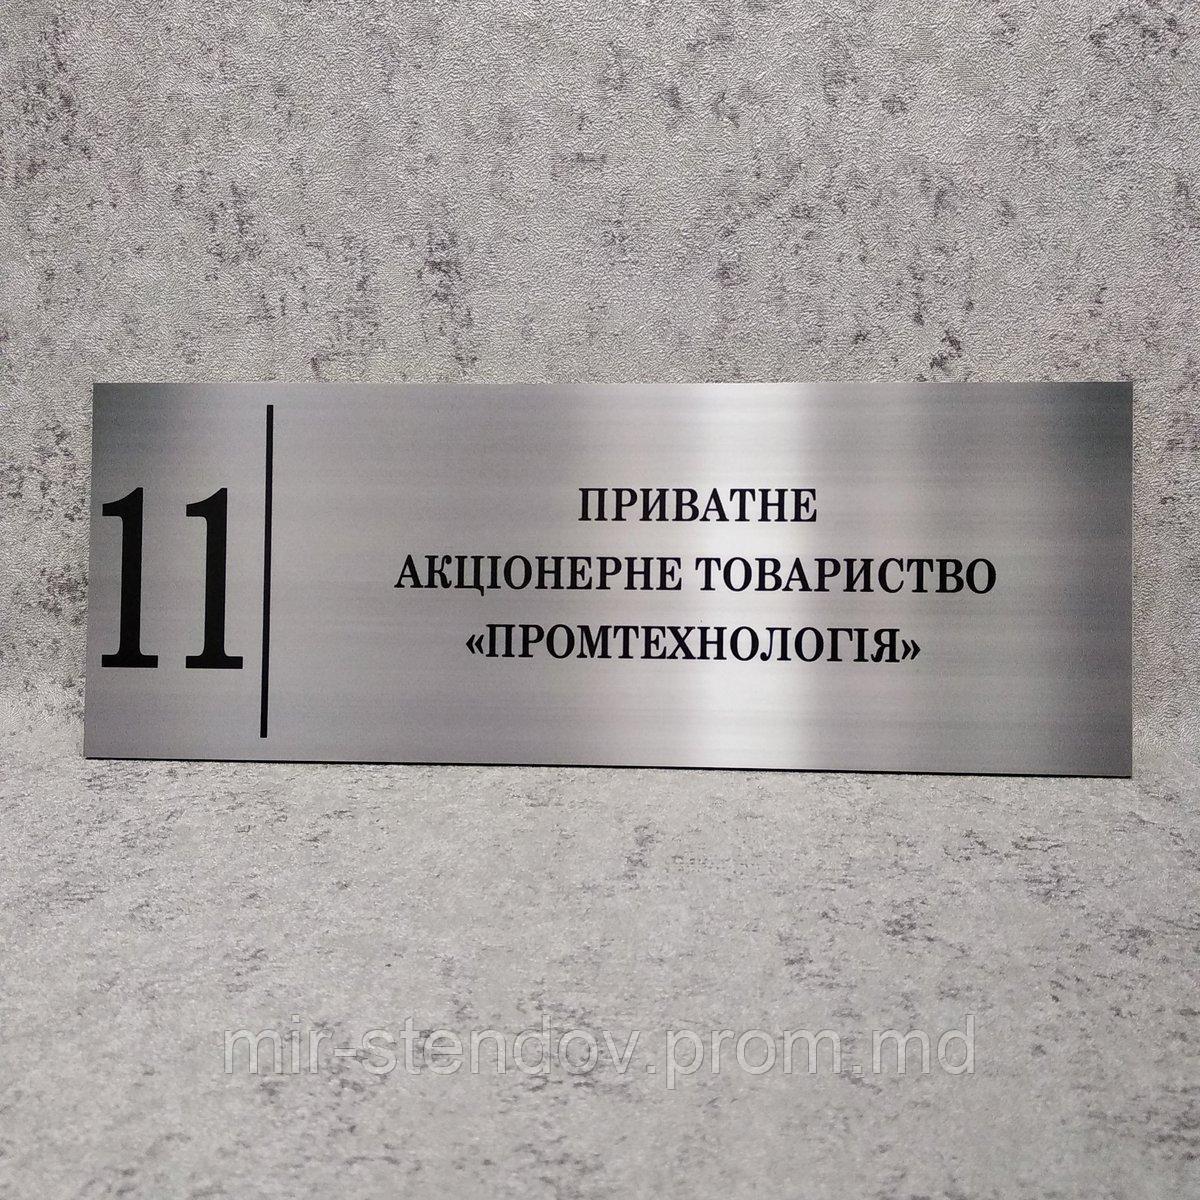 11
ПРИВАТНЕ
АКЦІОНЕРНЕ ТОВАРИСТВО
«ПРОМТЕХНОЛОГІЯ»
mir-stendov.prom.md